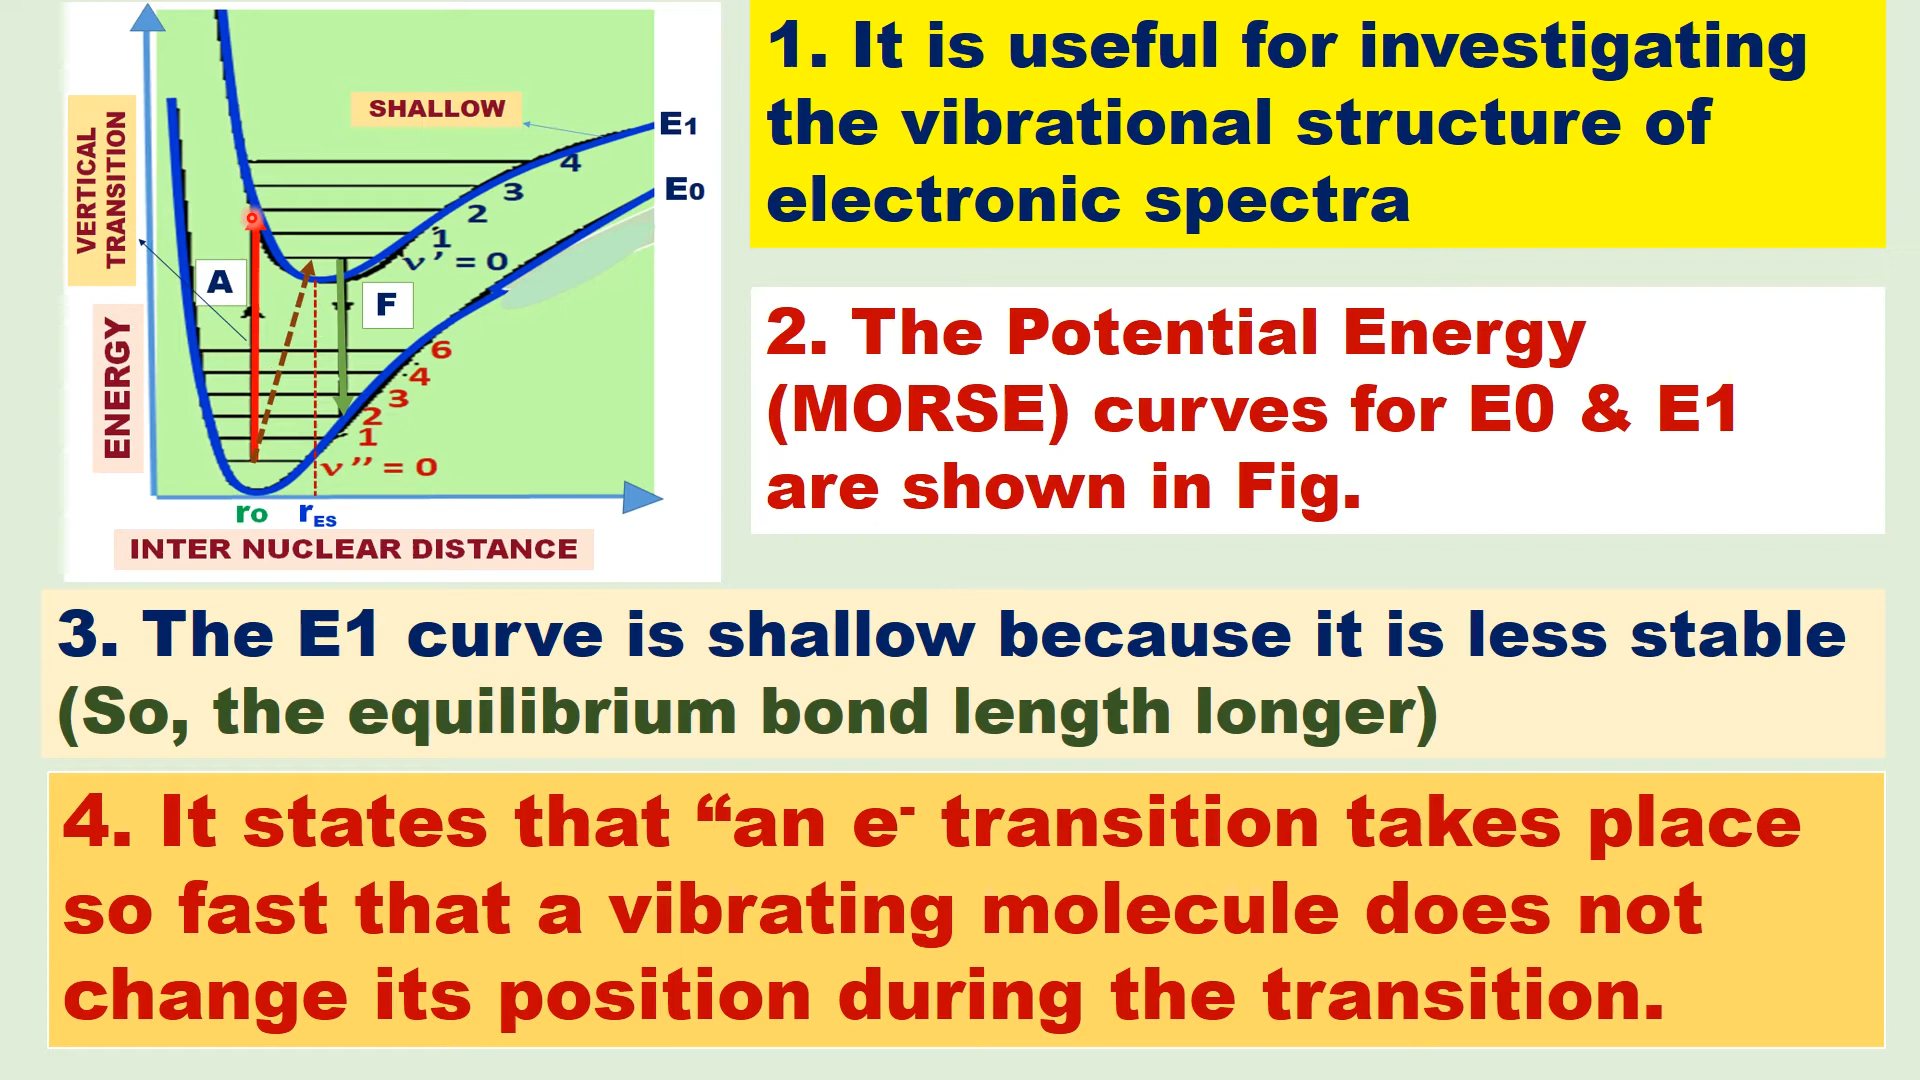 VERTICAL
TRANSITION
ENERGY
SHALLOW
E1
E0
4
3
2
1
v’ = 0
A
F
6
4
3
2
1
v’’ = 0
ro
rES
INTER NUCLEAR DISTANCE
1. It is useful for investigating
the vibrational structure of
electronic spectra
2. The Potential Energy
(MORSE) curves for E0 & E1
are shown in Fig.
3. The E1 curve is shallow because it is less stable
(So, the equilibrium bond length longer)
4. It states that “an e- transition takes place
so fast that a vibrating molecule does not
change its position during the transition.